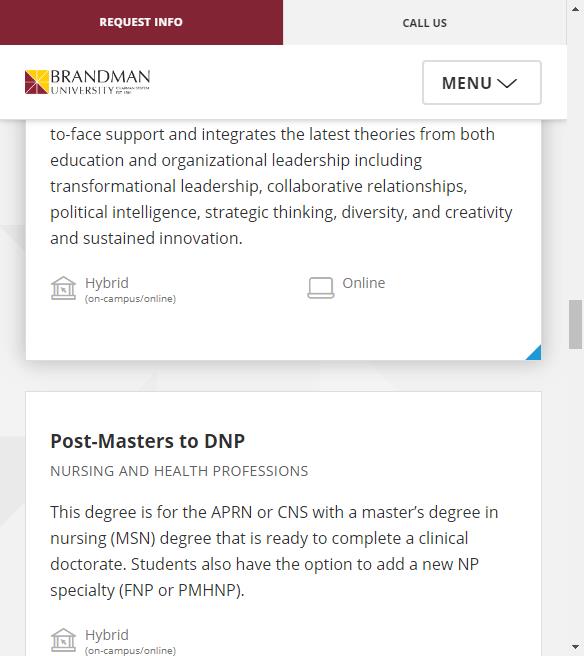 REQUEST INFO
CALL US
BRANDMAN
UNIVERSITY
MENU
to-face support and integrates the latest theories from both
education and organizational leadership including
transformational leadership, collaborative relationships,
political intelligence, strategic thinking, diversity, and creativity
and sustained innovation.
Hybrid
(on-campus/online)
Online
Post-Masters to DNP
NURSING AND HEALTH PROFESSIONS
This degree is for the APRN or CNS with a master’s degree in
nursing (MSN) degree that is ready to complete a clinical
doctorate. Students also have the option to add a new NP
specialty (FNP or PMHNP).
Hybrid
(on-campus/online)